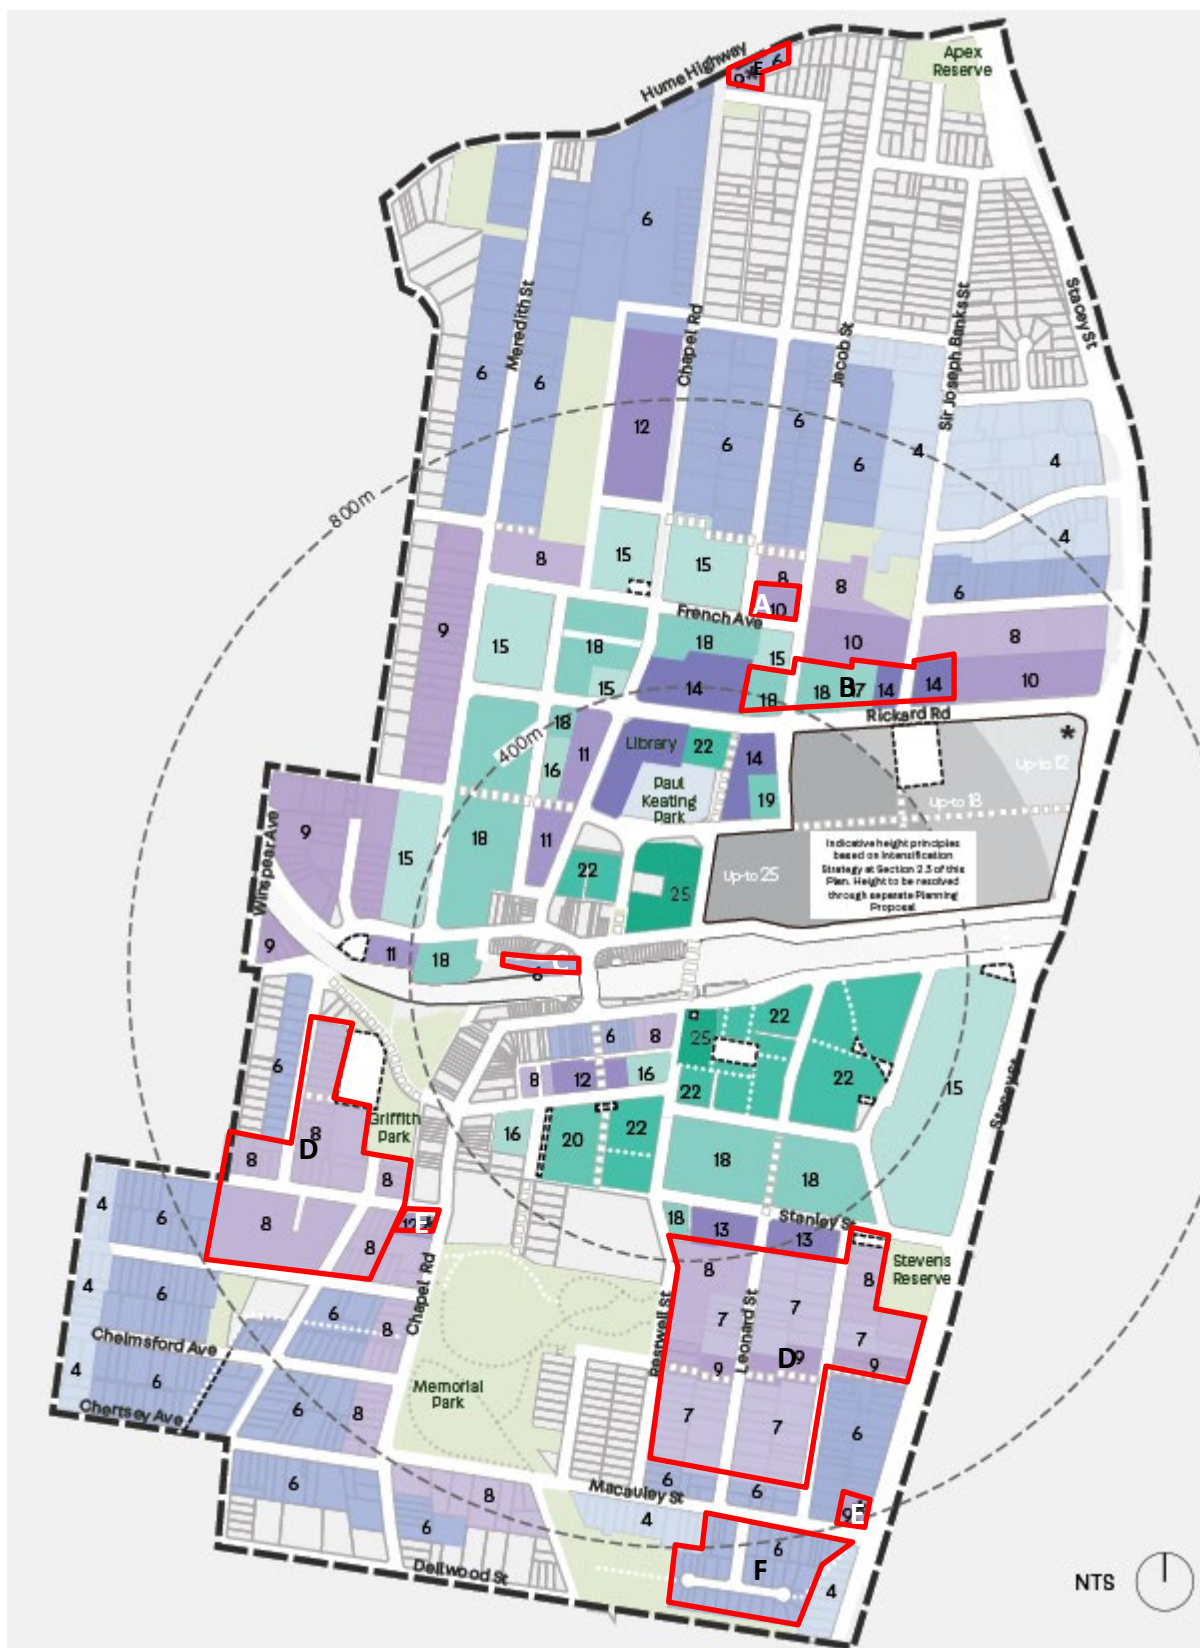 Apex
Reserve
Hume Highway
6
E
9*
6
Meredith St
Chapel Rd
Jacob St
Sir Joseph Banks St
Stacey St
6
6
12
6
6
6
4
4
4
800m
8
15
15
8
8
6
A
10
French Ave
9
15
18
18
15
10
8
15
14
18
18
B
14
14
10
Rickard Rd
18
400m
11
16
Library
22
14
Paul
Keating
Park
19
*
Up-to 12
Up-to 18
Up-to 25
Indicative height principles
based on Intensification
Strategy at Section 2.3 of this
Plan. Height to be resolved
through separate Planning
Proposal
Winspear Ave
9
15
18
11
22
25
9
11
18
6
6
8
25
22
22
15
6
8
12
16
22
Stacey St
Griffith
Park
8
D
8
8
16
20
22
18
18
4
6
8
8
12
Chapel Rd
18
13
13
Stanley St
Stevens
Reserve
8
8
4
6
6
8
7
7
7
Restwell St
Leonard St
Chelmsford Ave
9
D
9
9
4
6
Chertsey Ave
6
8
Memorial
Park
7
7
6
6
8
6
6
Macauley St
9
E
4
6
6
F
4
Dellwood St
NTS